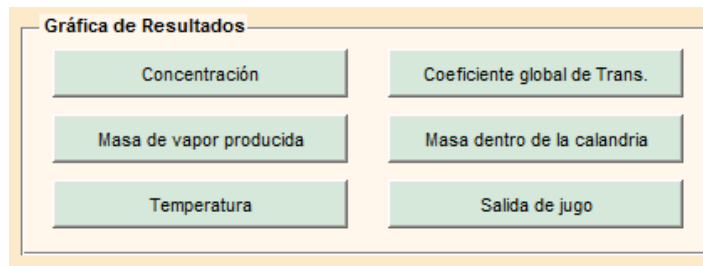 Gráfica de Resultados
Concentración
Coeficiente global de Trans.
Masa de vapor producida
Masa dentro de la calandria
Temperatura
Salida de jugo